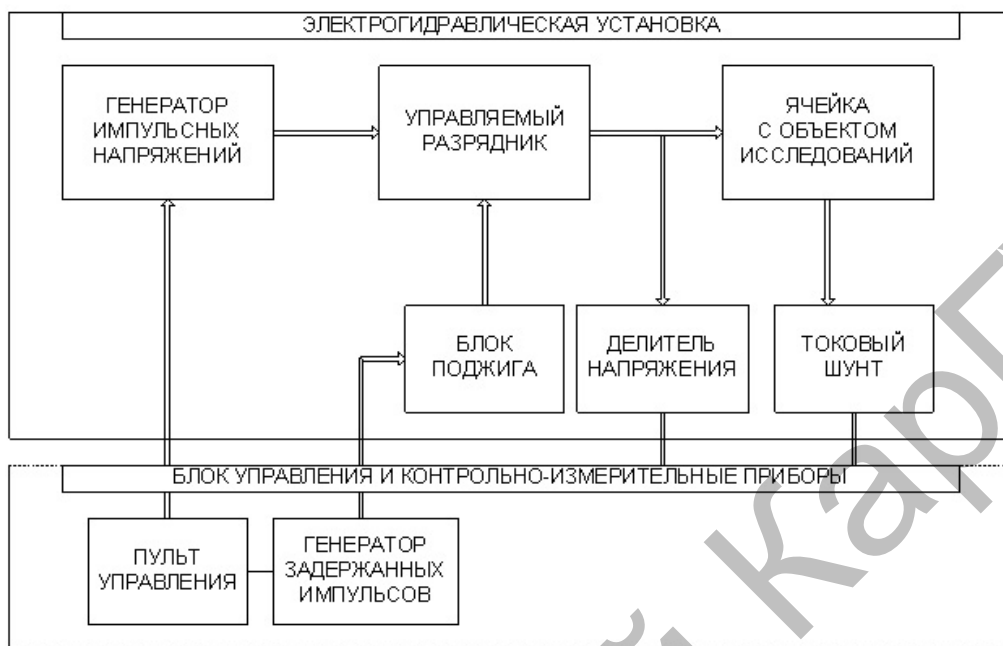 ЭЛЕКТРОГИДРАВЛИЧЕСКАЯ УСТАНОВКА
ГЕНЕРАТОР
ИМПУЛЬСНЫХ
НАПРЯЖЕНИЙ
УПРАВЛЯЕМЫЙ
РАЗРЯДНИК
ЯЧЕЙКА
С ОБЪЕКТОМ
ИССЛЕДОВАНИЙ
БЛОК
ПОДЖИГА
ДЕЛИТЕЛЬ
НАПРЯЖЕНИЯ
ТОКОВЫЙ
ШУНТ
БЛОК УПРАВЛЕНИЯ И КОНТРОЛЬНО-ИЗМЕРИТЕЛЬНЫЕ ПРИБОРЫ
ПУЛЬТ
УПРАВЛЕНИЯ
ГЕНЕРАТОР
ЗАДЕРЖАННЫХ
ИМПУЛЬСОВ